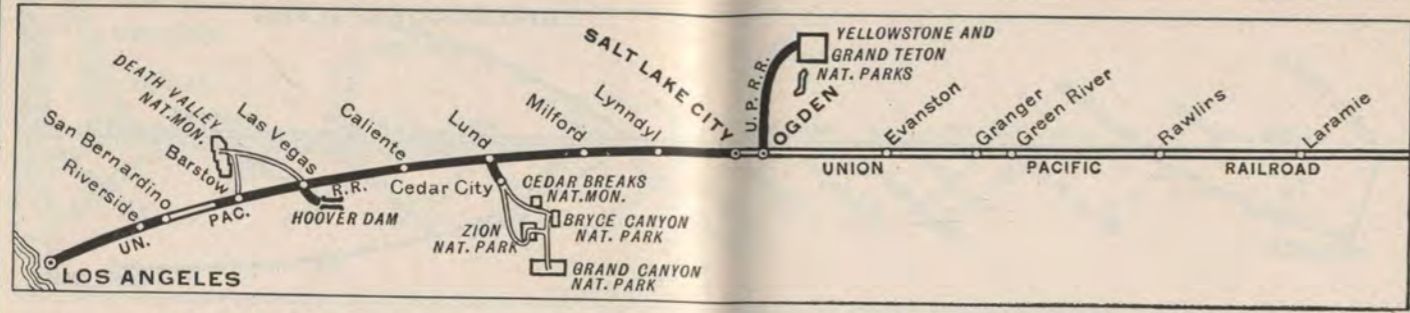 LOS ANGELES
Riverside
San Bernardino
UN.
PAC.
R.R.
Barstow
DEATH VALLEY
NAT. MON.
Las Vegas
HOOVER DAM
Caliente
Lund
Cedar City
CEDAR BREAKS
NAT. MON.
ZION
NAT. PARK
BRYCE CANYON
NAT. PARK
GRAND CANYON
NAT. PARK
Milford
Lynndyl
SALT LAKE CITY
OGDEN
U.P.R.R.
YELLOWSTONE AND
GRAND TETON
NAT. PARKS
Evanston
Granger
Green River
Rawlins
Laramie
UNION
PACIFIC
RAILROAD